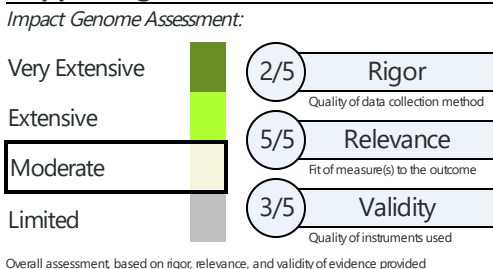 Impact Genome Assessment:
Very Extensive
Extensive
Moderate
Limited
2/5
Rigor
Quality of data collection method
5/5
Relevance
Fit of measure(s) to the outcome
3/5
Validity
Quality of instruments used
Overall assessment, based on rigor, relevance, and validity of evidence provided